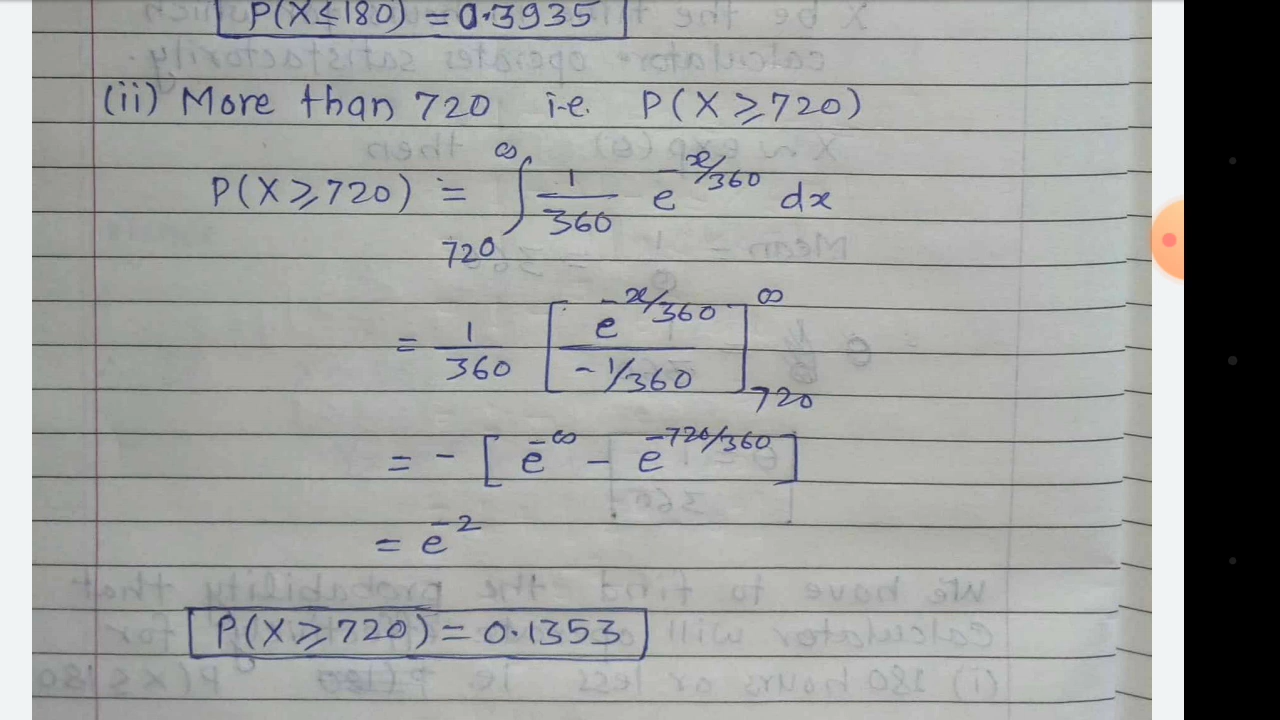 P(X≤180) = 0.3935
(ii) More than 720 i.e. P(X ≥ 720)
P(X ≥ 720) = ∫_{720}^{∞} 1/360 e^{-x/360} dx
= 1/360 [e^{-x/360} / -1/360]_{720}^{∞}
= - [e^{-∞} - e^{-720/360}]
= e^{-2}
P(X ≥ 720) = 0.1353